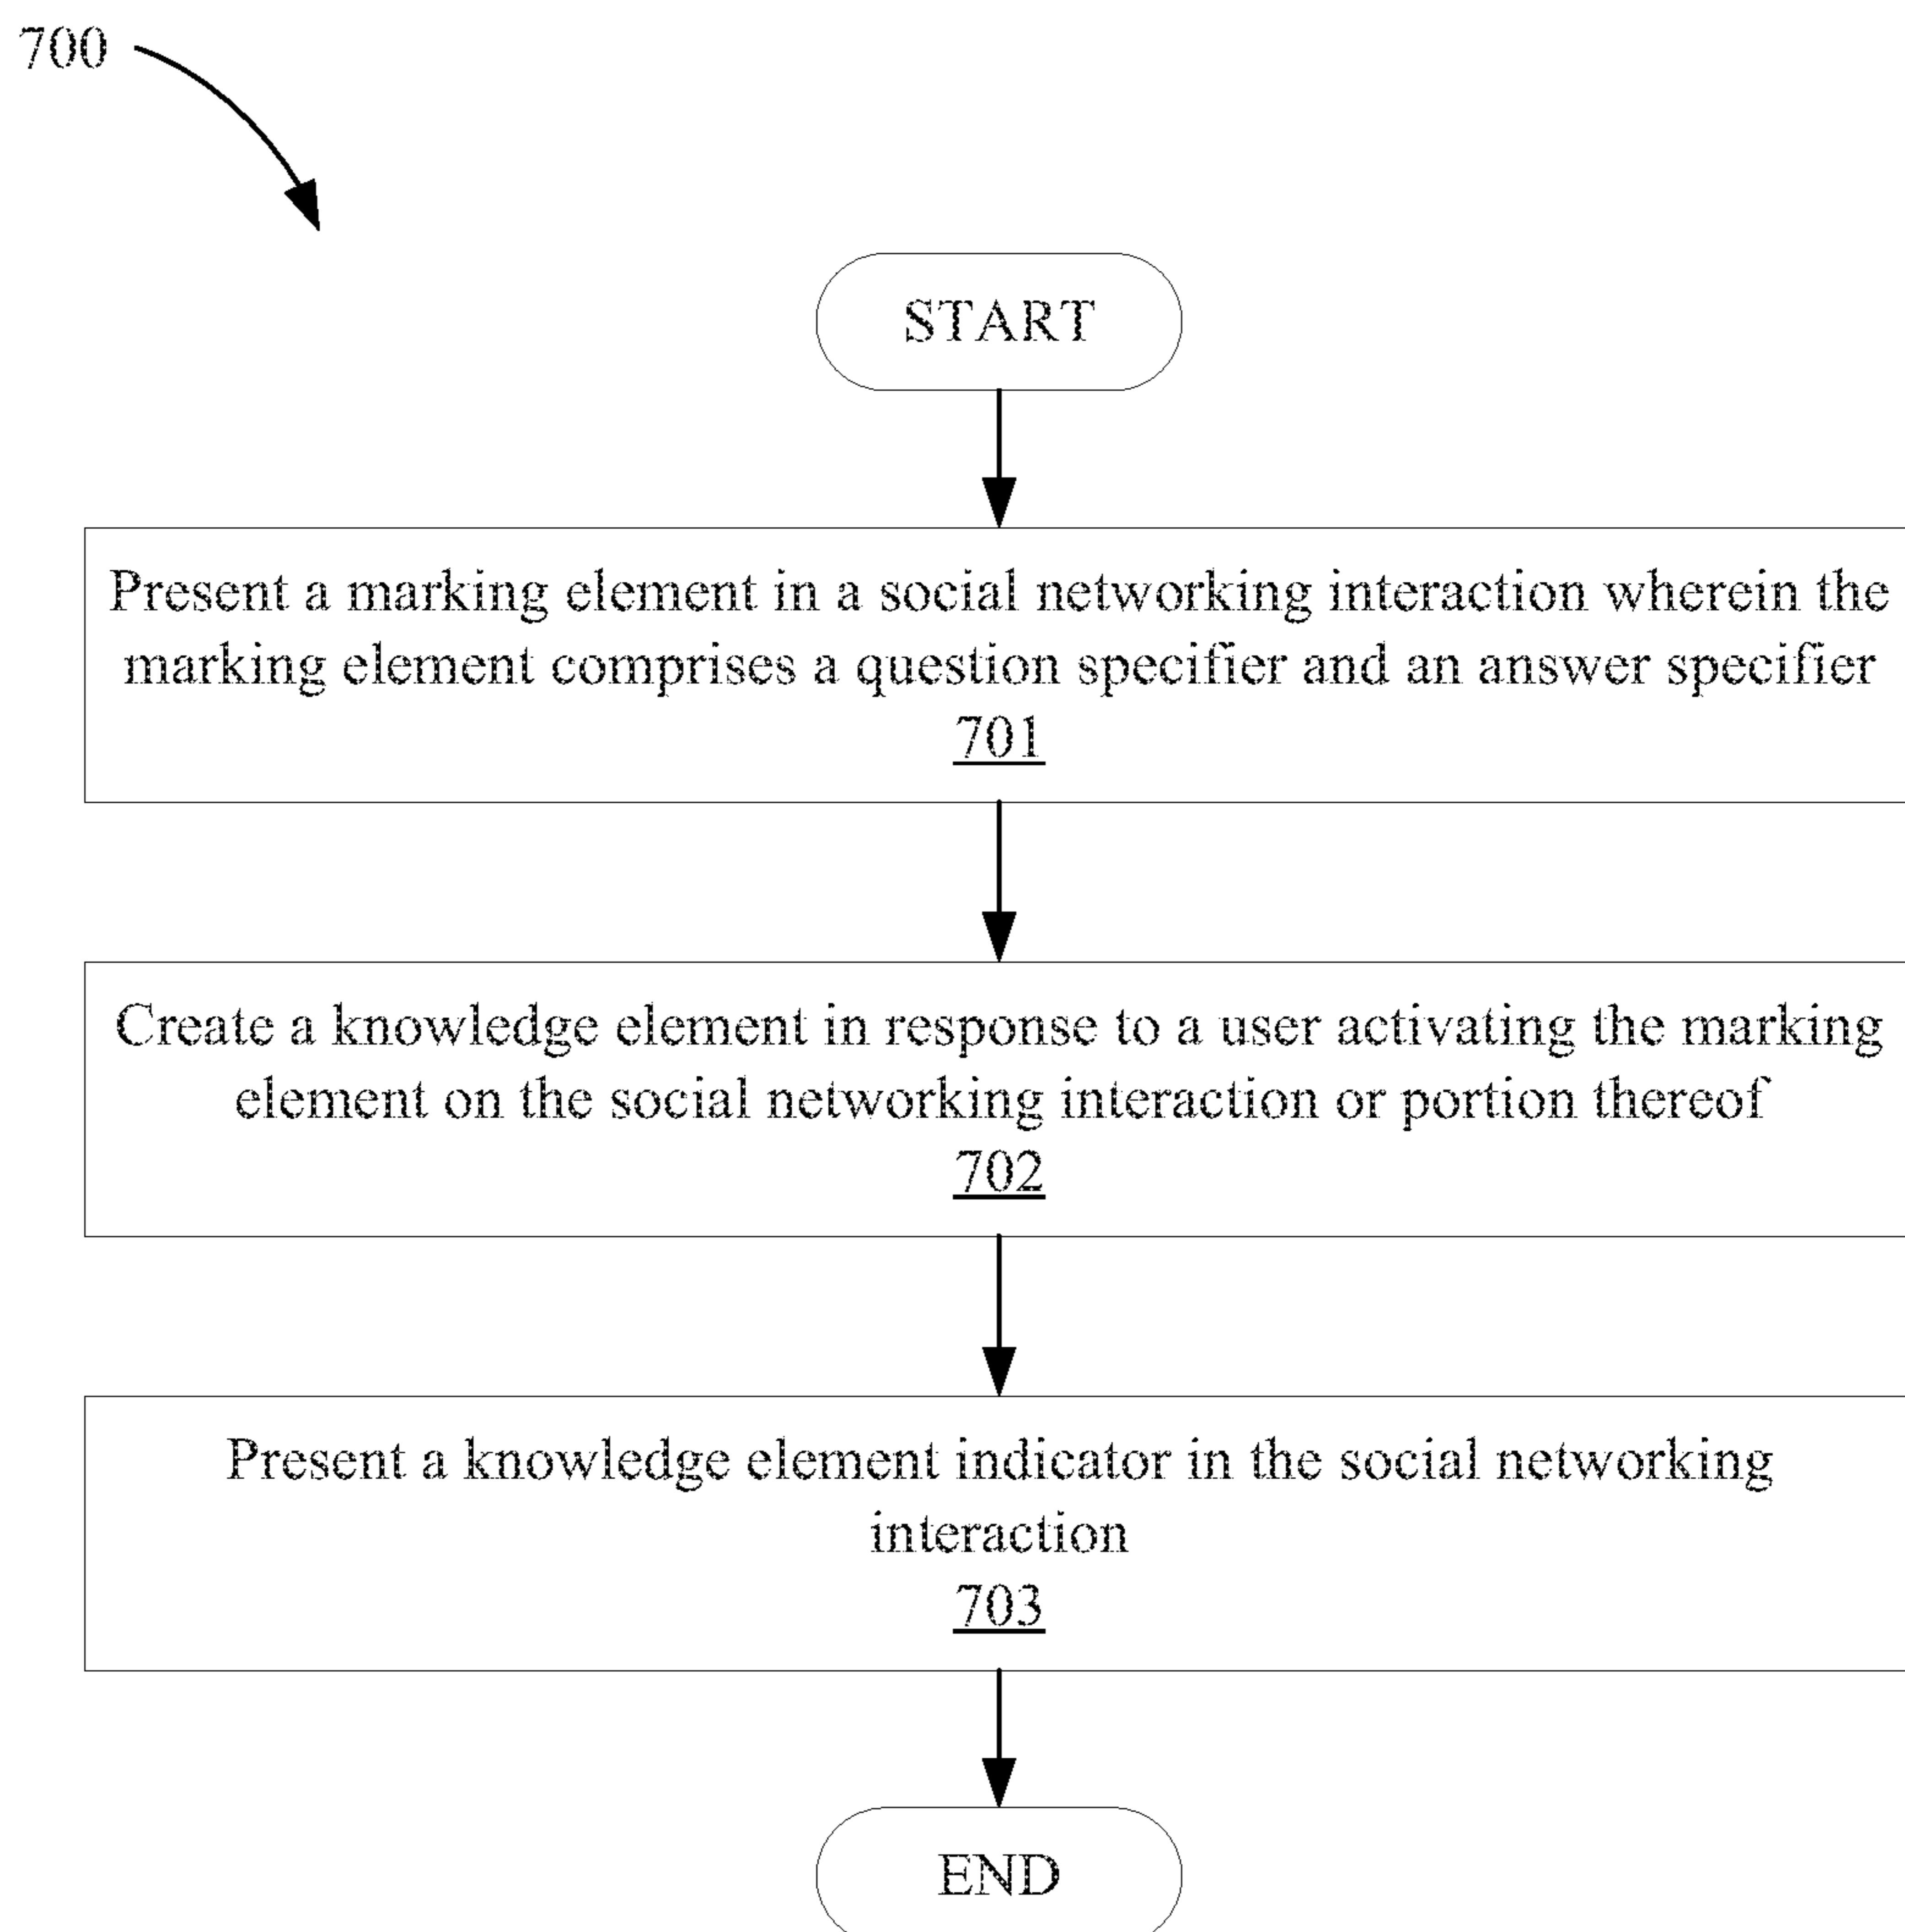 700
START
Present a marking element in a social networking interaction wherein the
marking element comprises a question specifier and an answer specifier
701
Create a knowledge element in response to a user activating the marking
element on the social networking interaction or portion thereof
702
Present a knowledge element indicator in the social networking
interaction
703
END